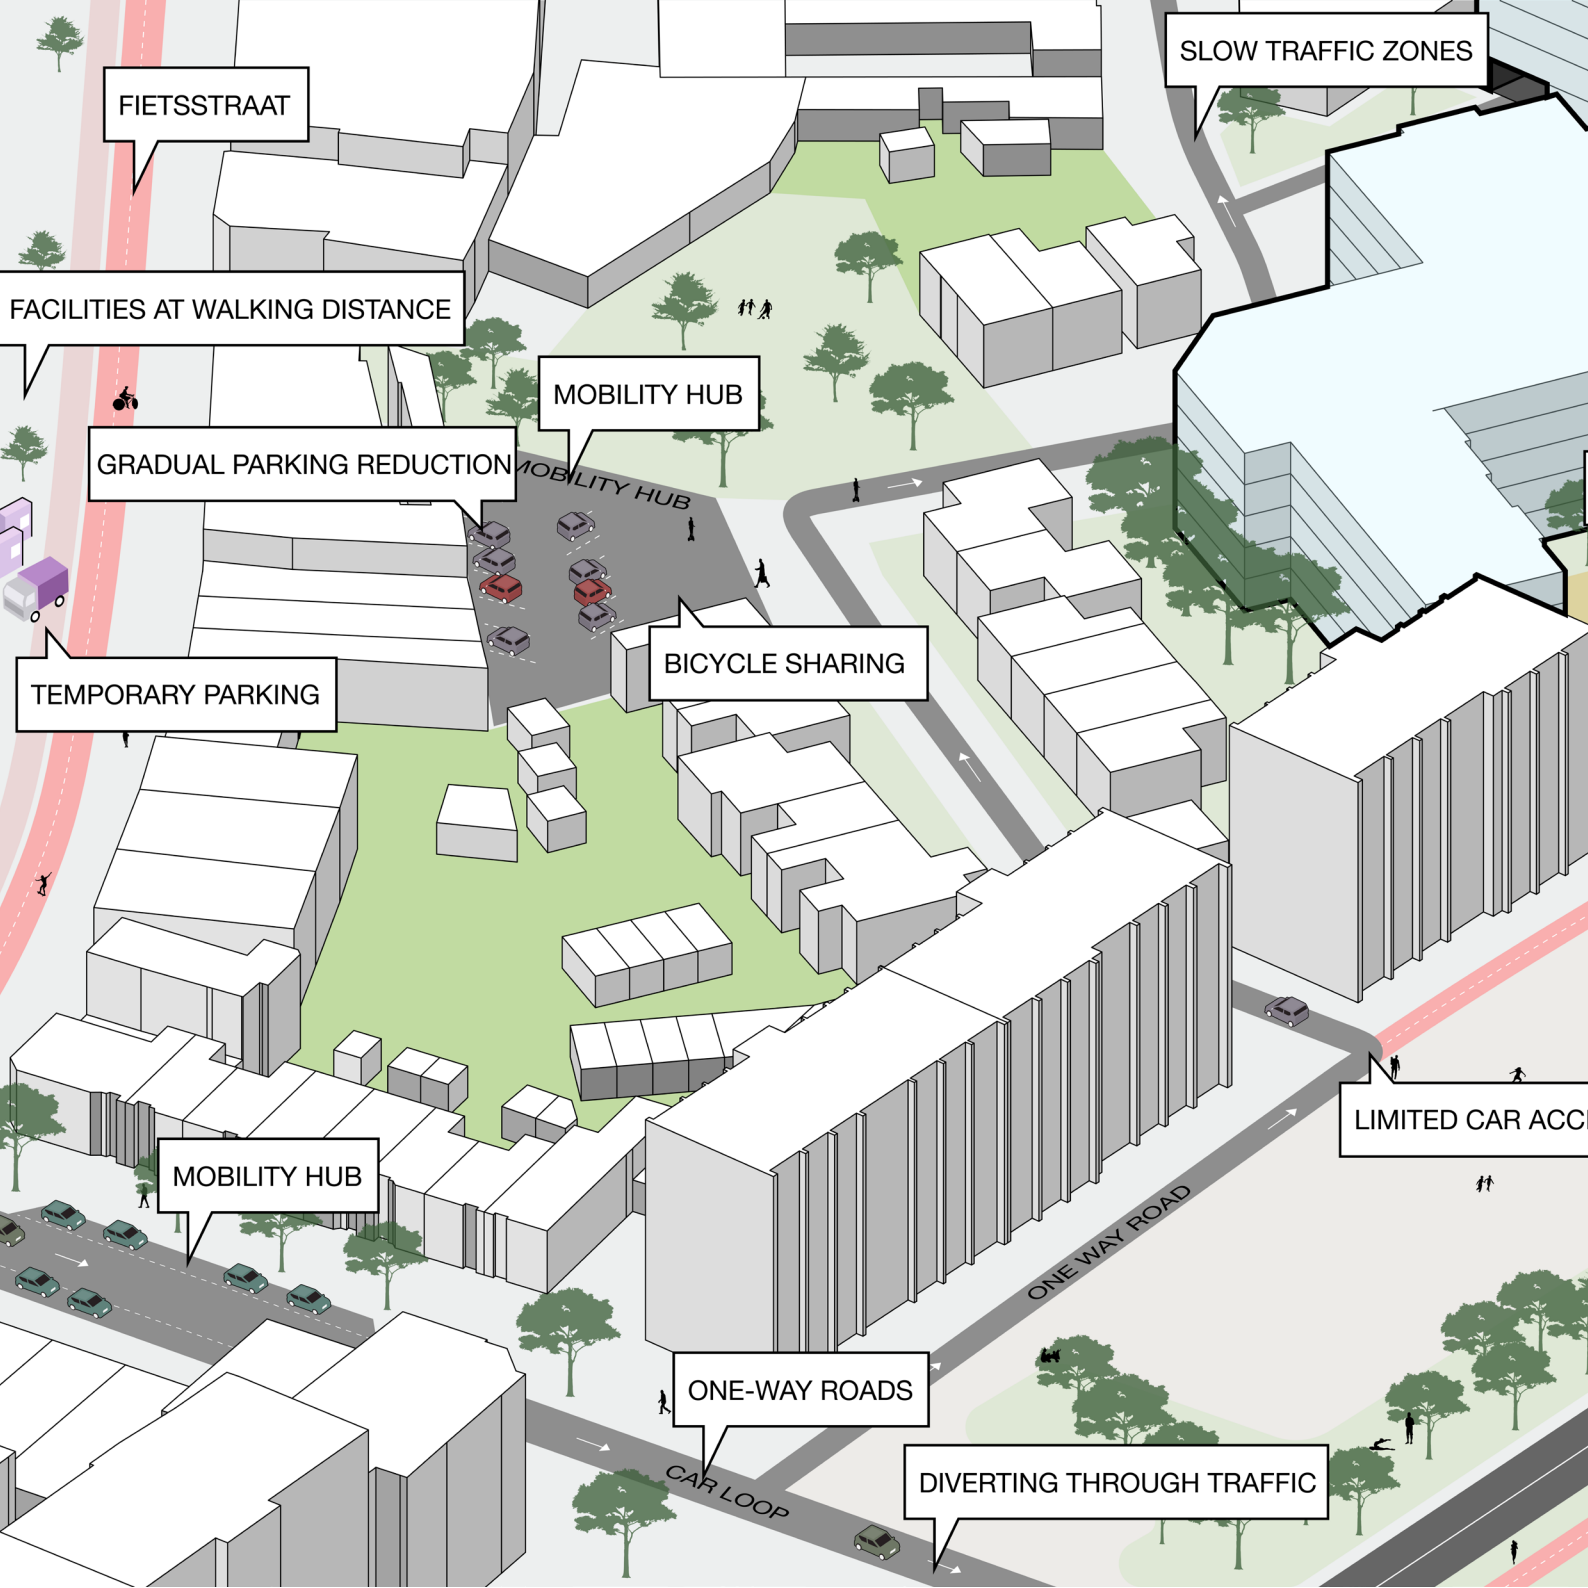 SLOW TRAFFIC ZONES
FIETSSTRAAT
FACILITIES AT WALKING DISTANCE
MOBILITY HUB
GRADUAL PARKING REDUCTION
MOBILITY HUB
BICYCLE SHARING
TEMPORARY PARKING
LIMITED CAR ACC
MOBILITY HUB
ONE WAY ROAD
ONE-WAY ROADS
CAR LOOP
DIVERTING THROUGH TRAFFIC